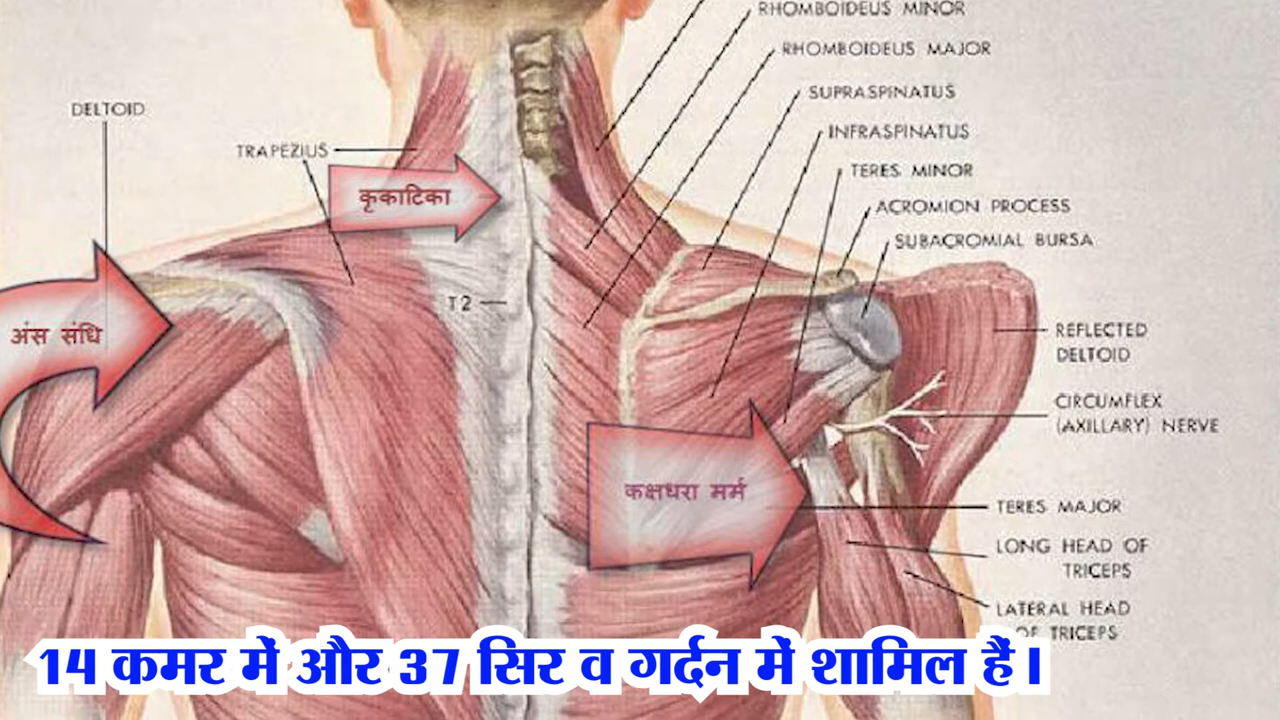 RHOMBOIDEUS MINOR
RHOMBOIDEUS MAJOR
SUPRASPINATUS
DELTOID
INFRASPINATUS
TRAPEZIUS
TERES MINOR
कृकाटिका
ACROMION PROCESS
SUBACROMIAL BURSA
T2
अंस संधि
REFLECTED
DELTOID
CIRCUMFLEX
(AXILLARY) NERVE
कक्षधरा मर्म
TERES MAJOR
LONG HEAD OF
TRICEPS
LATERAL HEAD
OF TRICEPS
14 कमर में और 37 सिर व गर्दन में शामिल हैं।